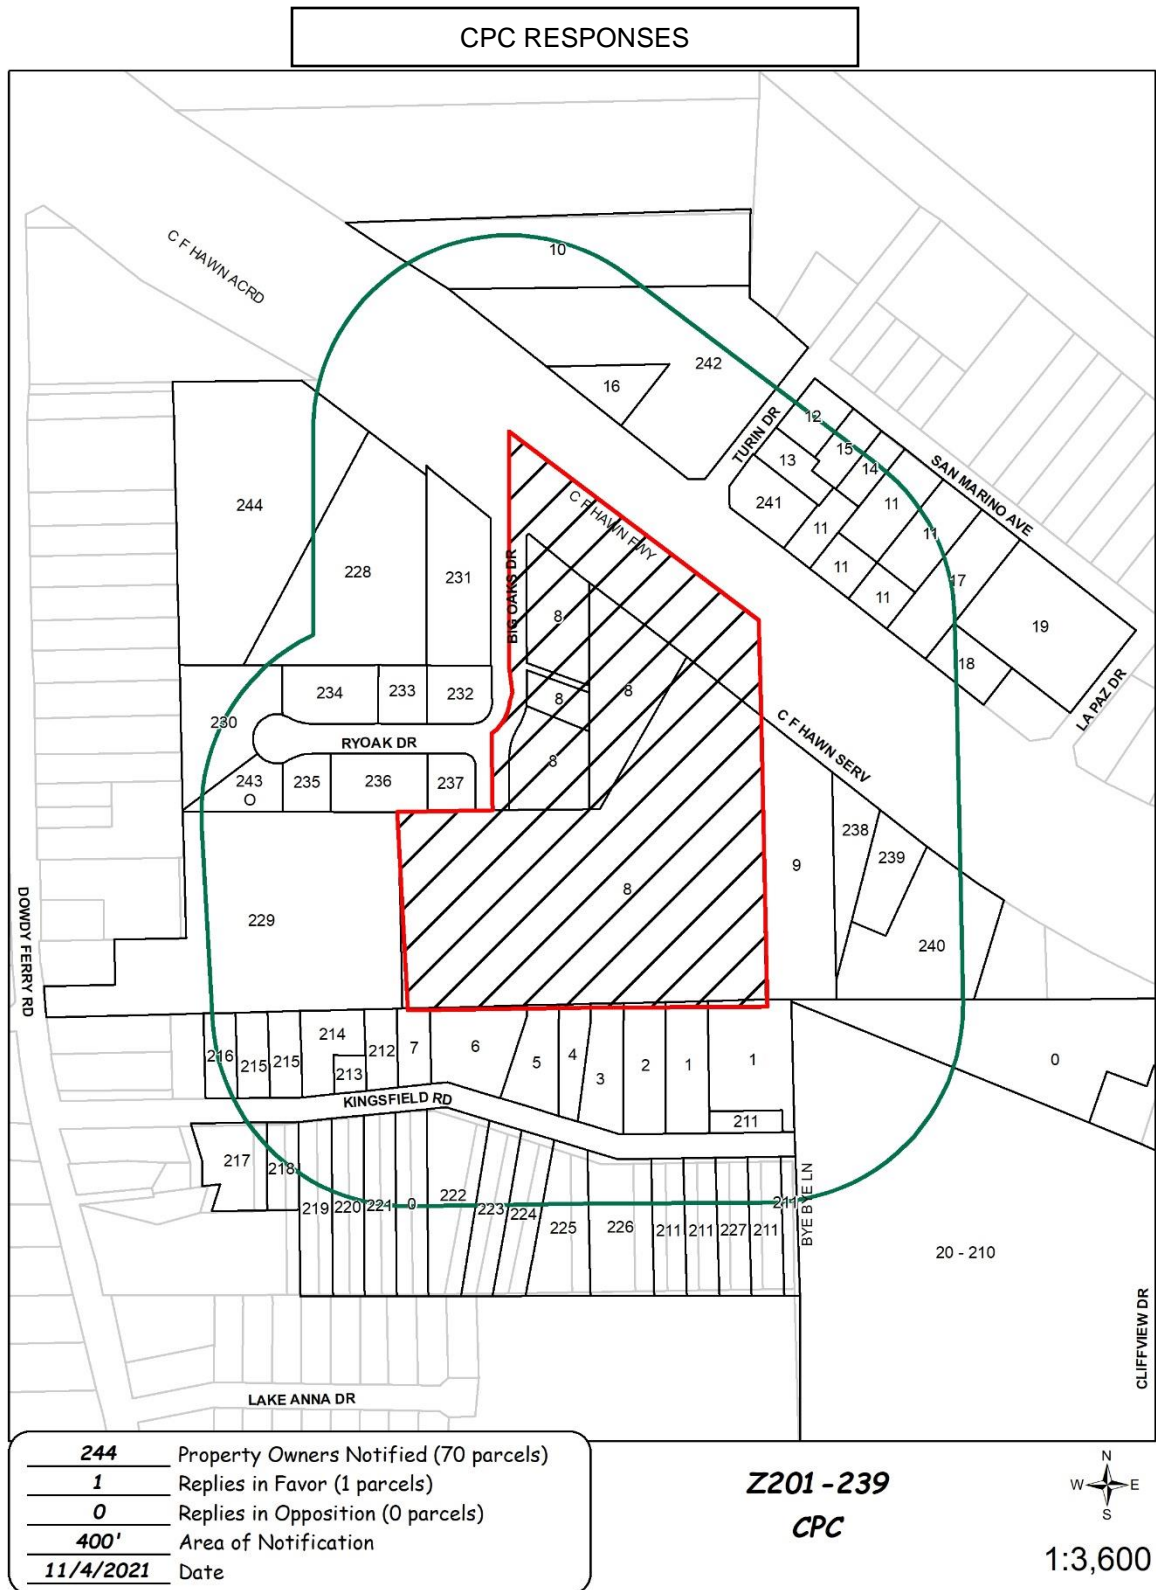 CPC RESPONSES
C F HAWN ACRD
10
16
242
TURIN DR
12
15
14
13
241
11
11
11
11
11
SAN MARINO AVE
17
18
19
LA PAZ DR
244
228
231
C F HAWN FWY
BIG OAKS DR
8
8
8
8
234
233
232
230
RYOAK DR
243
O
235
236
237
C F HAWN SERV
238
239
9
8
240
229
DOWDY FERRY RD
216
215
215
214
213
212
7
6
5
4
3
2
1
1
211
0
KINGSFIELD RD
217
218
219
220
221
0
222
223
224
225
226
211
211
227
211
211
BYE BYE LN
20 - 210
CLIFFVIEW DR
LAKE ANNA DR
244 Property Owners Notified (70 parcels)
1 Replies in Favor (1 parcels)
0 Replies in Opposition (0 parcels)
400' Area of Notification
11/4/2021 Date
Z201-239
CPC
N
W E
S
1:3,600